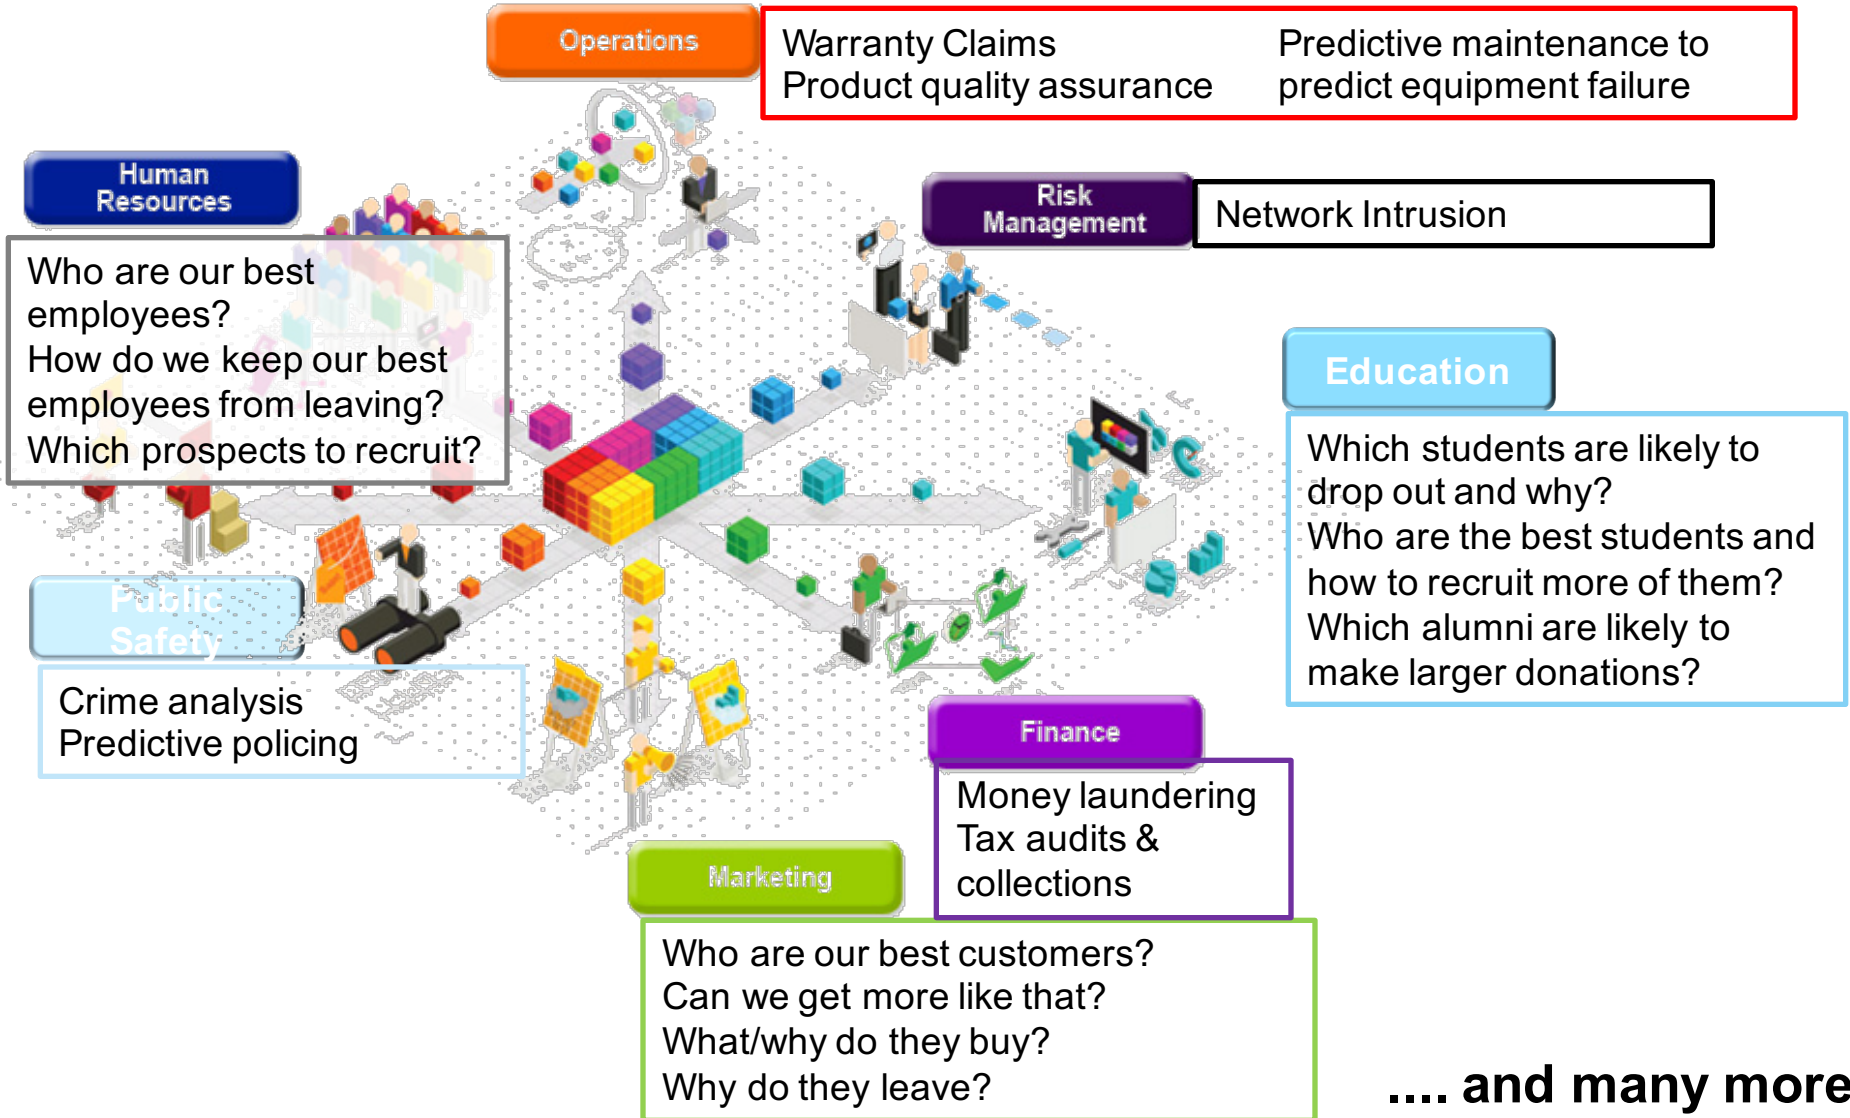 Operations
Warranty Claims
Product quality assurance
Predictive maintenance to
predict equipment failure
Human
Resources
Who are our best
employees?
How do we keep our best
employees from leaving?
Which prospects to recruit?
Risk
Management
Network Intrusion
Education
Which students are likely to
drop out and why?
Who are the best students and
how to recruit more of them?
Which alumni are likely to
make larger donations?
Public
Safety
Crime analysis
Predictive policing
Finance
Money laundering
Tax audits &
collections
Marketing
Who are our best customers?
Can we get more like that?
What/why do they buy?
Why do they leave?
.... and many more